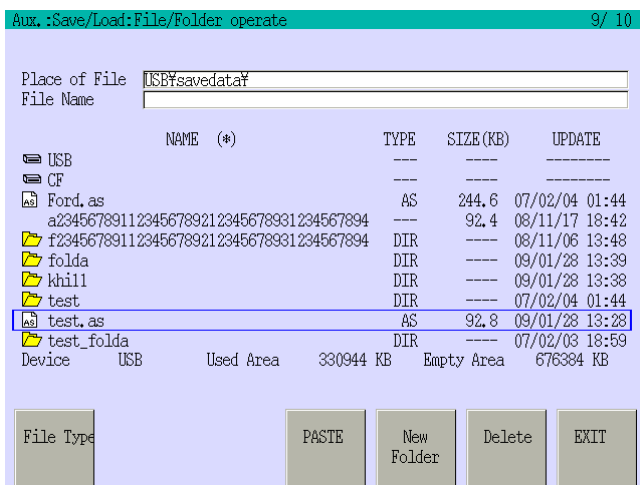 Aux.:Save/Load:File/Folder operate 9/ 10
Place of File USB¥savedata¥
File Name
NAME (*) TYPE SIZE(KB) UPDATE
USB --- ---- --------
CF --- ---- --------
AS Ford.as AS 244.6 07/02/04 01:44
a234567891123456789212345678931234567894 --- 92.4 08/11/17 18:42
f234567891123456789212345678931234567894 DIR ---- 08/11/06 13:48
folda DIR ---- 09/01/28 13:39
khi11 DIR ---- 09/01/28 13:38
test DIR ---- 07/02/04 01:44
AS test.as AS 92.8 09/01/28 13:28
test_folda DIR ---- 07/02/03 18:59
Device USB Used Area 330944 KB Empty Area 676384 KB
File Type PASTE New Delete EXIT
Folder